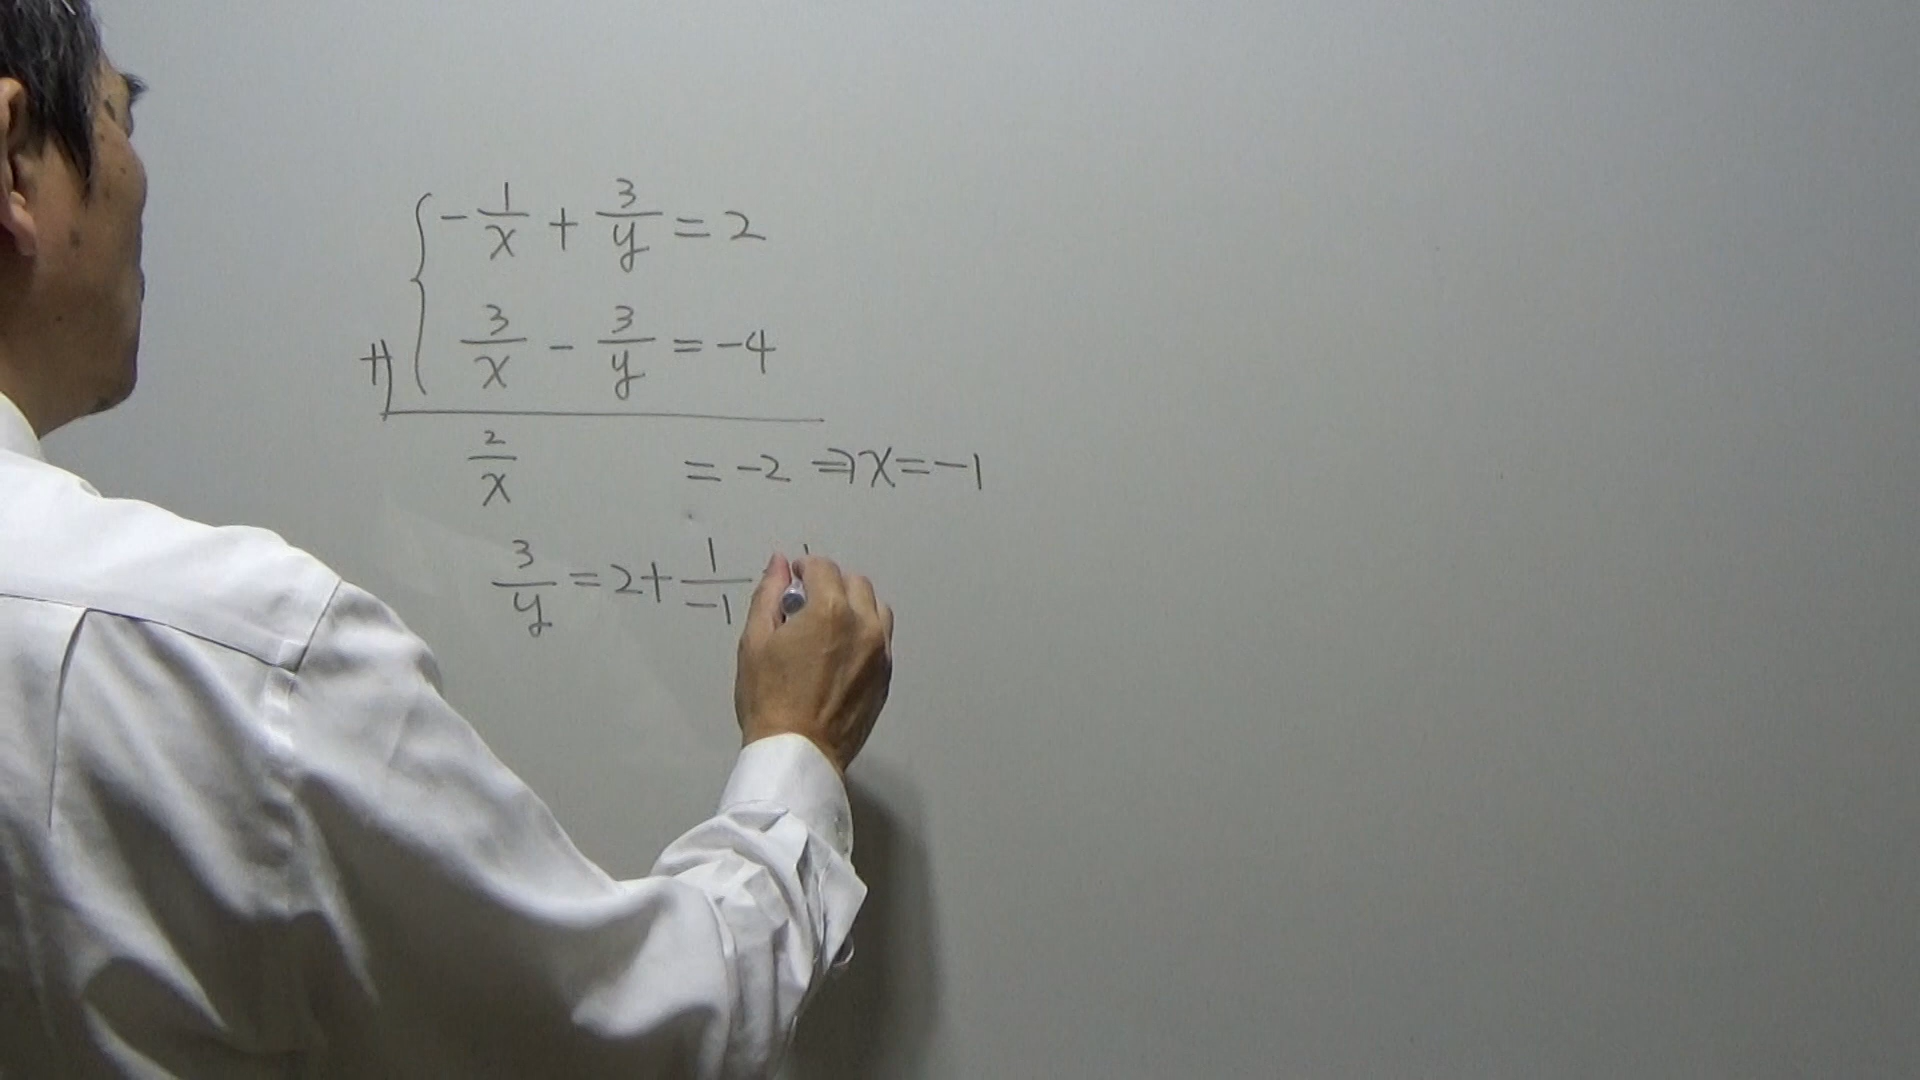 -1/x + 3/y = 2
+) 3/x - 3/y = -4
2/x = -2 ⇒ x = -1
3/y = 2 + 1/-1